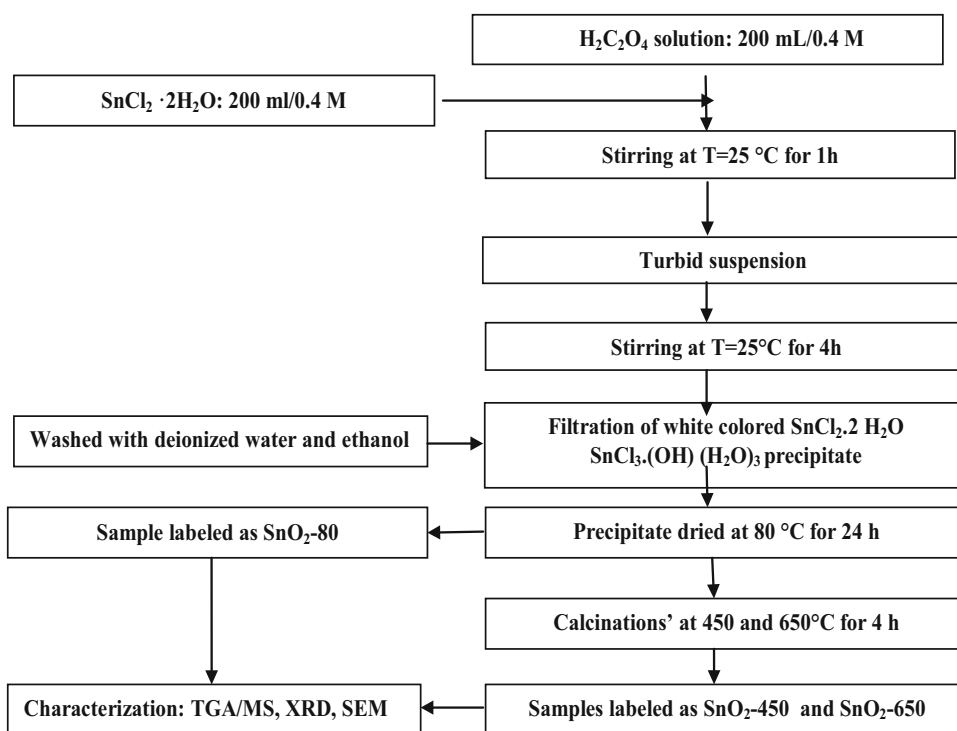 H₂C₂O₄ solution: 200 mL/0.4 M
SnCl₂ ·2H₂O: 200 ml/0.4 M
Stirring at T=25 °C for 1h
Turbid suspension
Stirring at T=25°C for 4h
Washed with deionized water and ethanol
Filtration of white colored SnCl₂.2 H₂O
SnCl₃.(OH) (H₂O)₃ precipitate
Sample labeled as SnO₂-80
Precipitate dried at 80 °C for 24 h
Calcinations’ at 450 and 650°C for 4 h
Characterization: TGA/MS, XRD, SEM
Samples labeled as SnO₂-450 and SnO₂-650